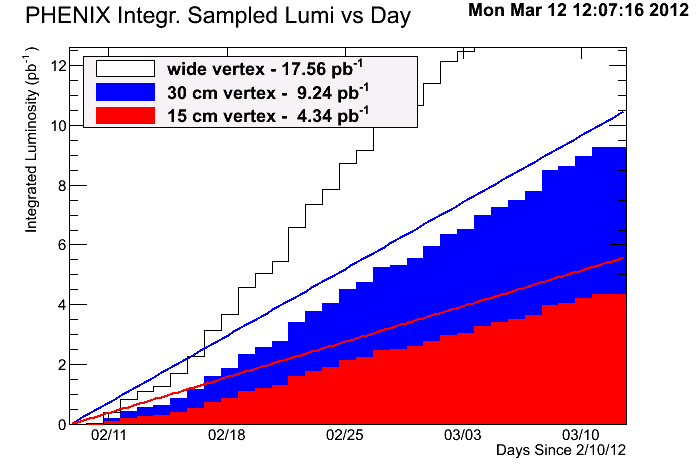 PHENIX Integr. Sampled Lumi vs Day
Mon Mar 12 12:07:16 2012
Integrated Luminosity (pb⁻¹)
wide vertex - 17.56 pb⁻¹
30 cm vertex - 9.24 pb⁻¹
15 cm vertex - 4.34 pb⁻¹
12
10
8
6
4
2
0
02/11 02/18 02/25 03/03 03/10
Days Since 2/10/12